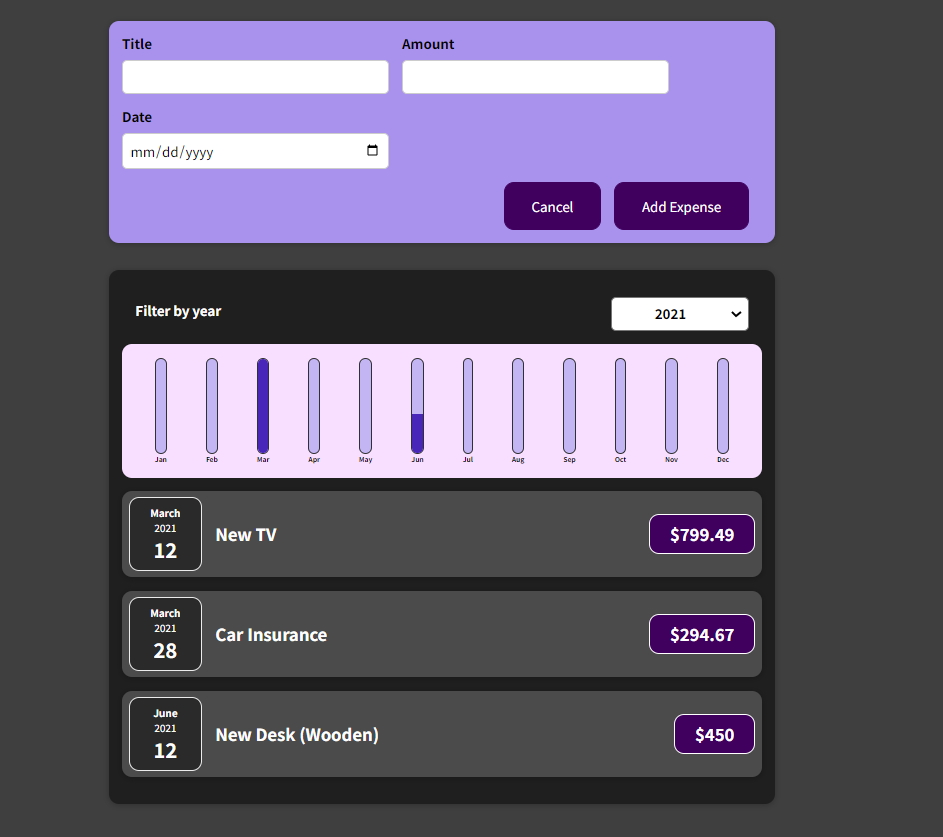 Title Amount
Date
mm/dd/yyyy
Cancel Add Expense
Filter by year 2021
Jan Feb Mar Apr May Jun Jul Aug Sep Oct Nov Dec
March
2021
12
New TV
$799.49
March
2021
28
Car Insurance
$294.67
June
2021
12
New Desk (Wooden)
$450